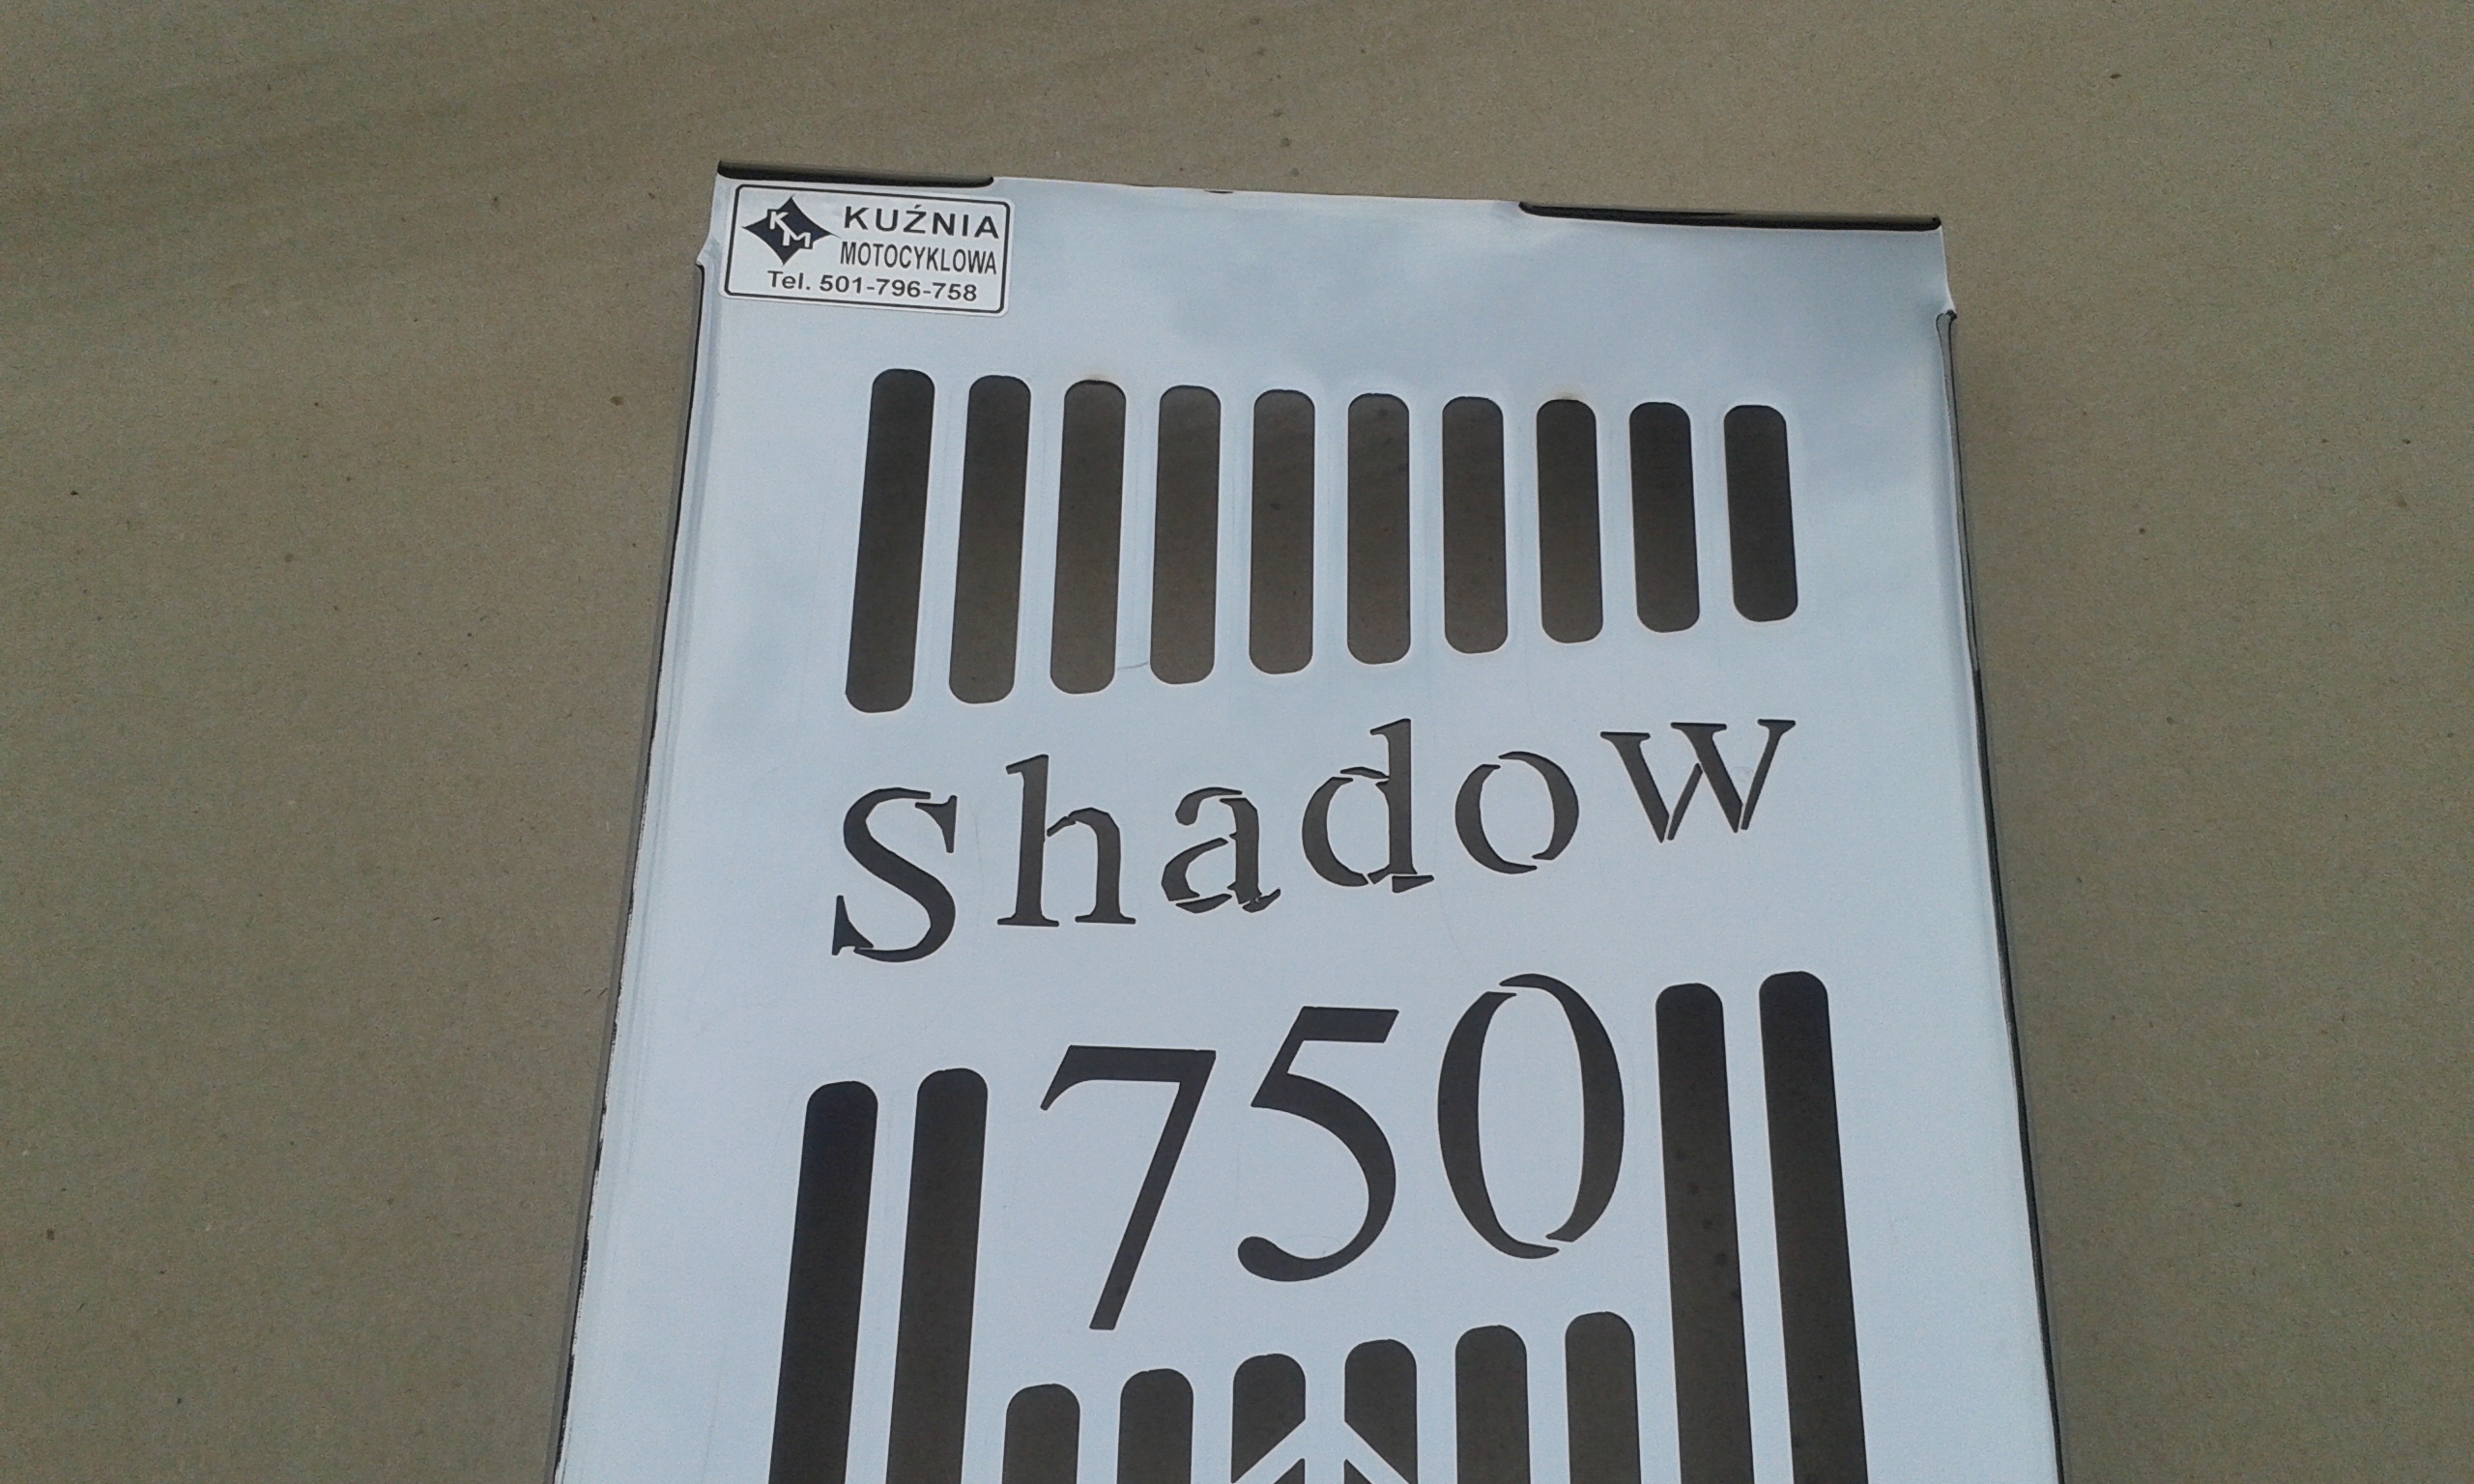 KM
KUŹNIA
MOTOCYKLOWA
Tel. 501-796-758
Shadow
750